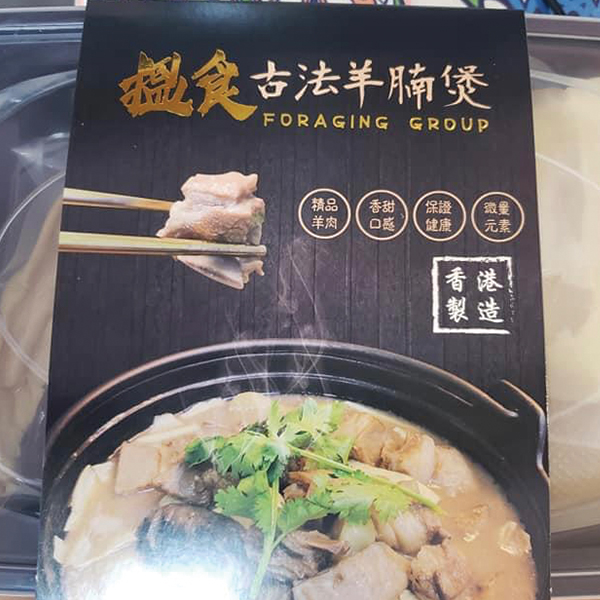 搵食古法羊腩煲
FORAGING GROUP
精品
羊肉
香甜
口感
保證
健康
微量
元素
香港
製造